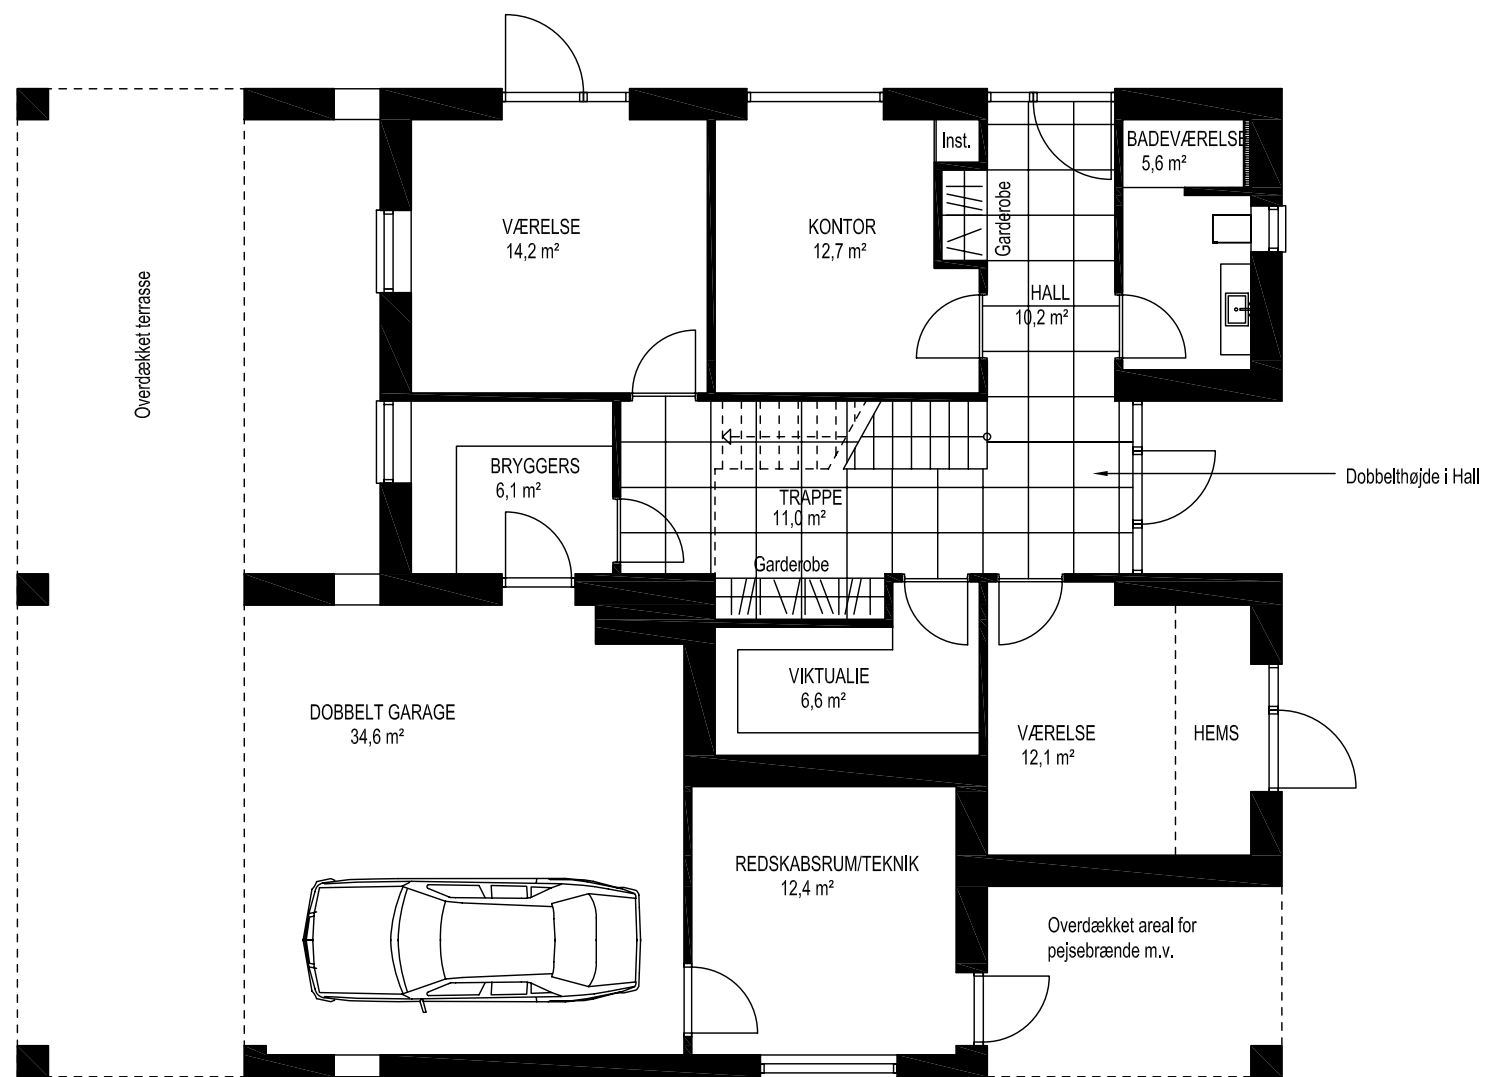 Inst.
BADEVÆRELSE
5,6 m²
Garderobe
VÆRELSE
14,2 m²
KONTOR
12,7 m²
HALL
10,2 m²
Overdækket terrasse
BRYGGERS
6,1 m²
TRAPPE
11,0 m²
Dobbelthøjde i Hall
Garderobe
VIKTUALIE
6,6 m²
DOBBELT GARAGE
34,6 m²
VÆRELSE
12,1 m²
HEMS
REDSKABSRUM/TEKNIK
12,4 m²
Overdækket areal for
pejsebrænde m.v.